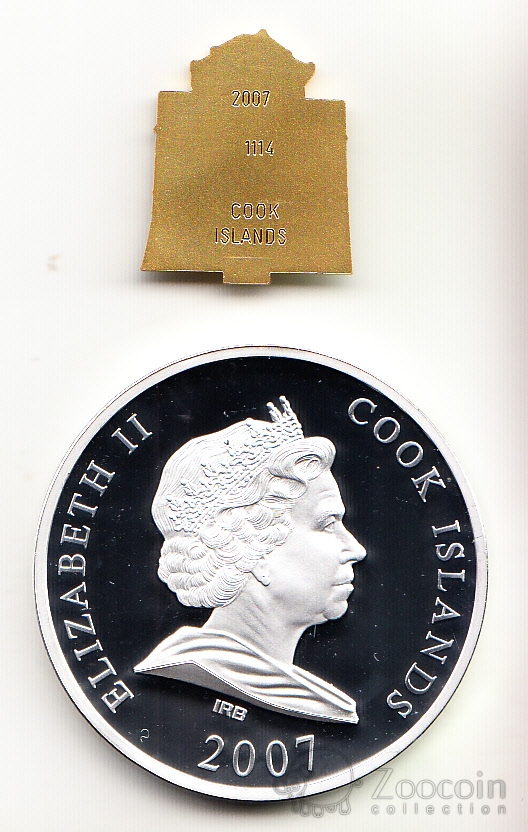 2007
1114
COOK
ISLANDS
ELIZABETH II
COOK ISLANDS
IRB
2007
Zoocoin
collection